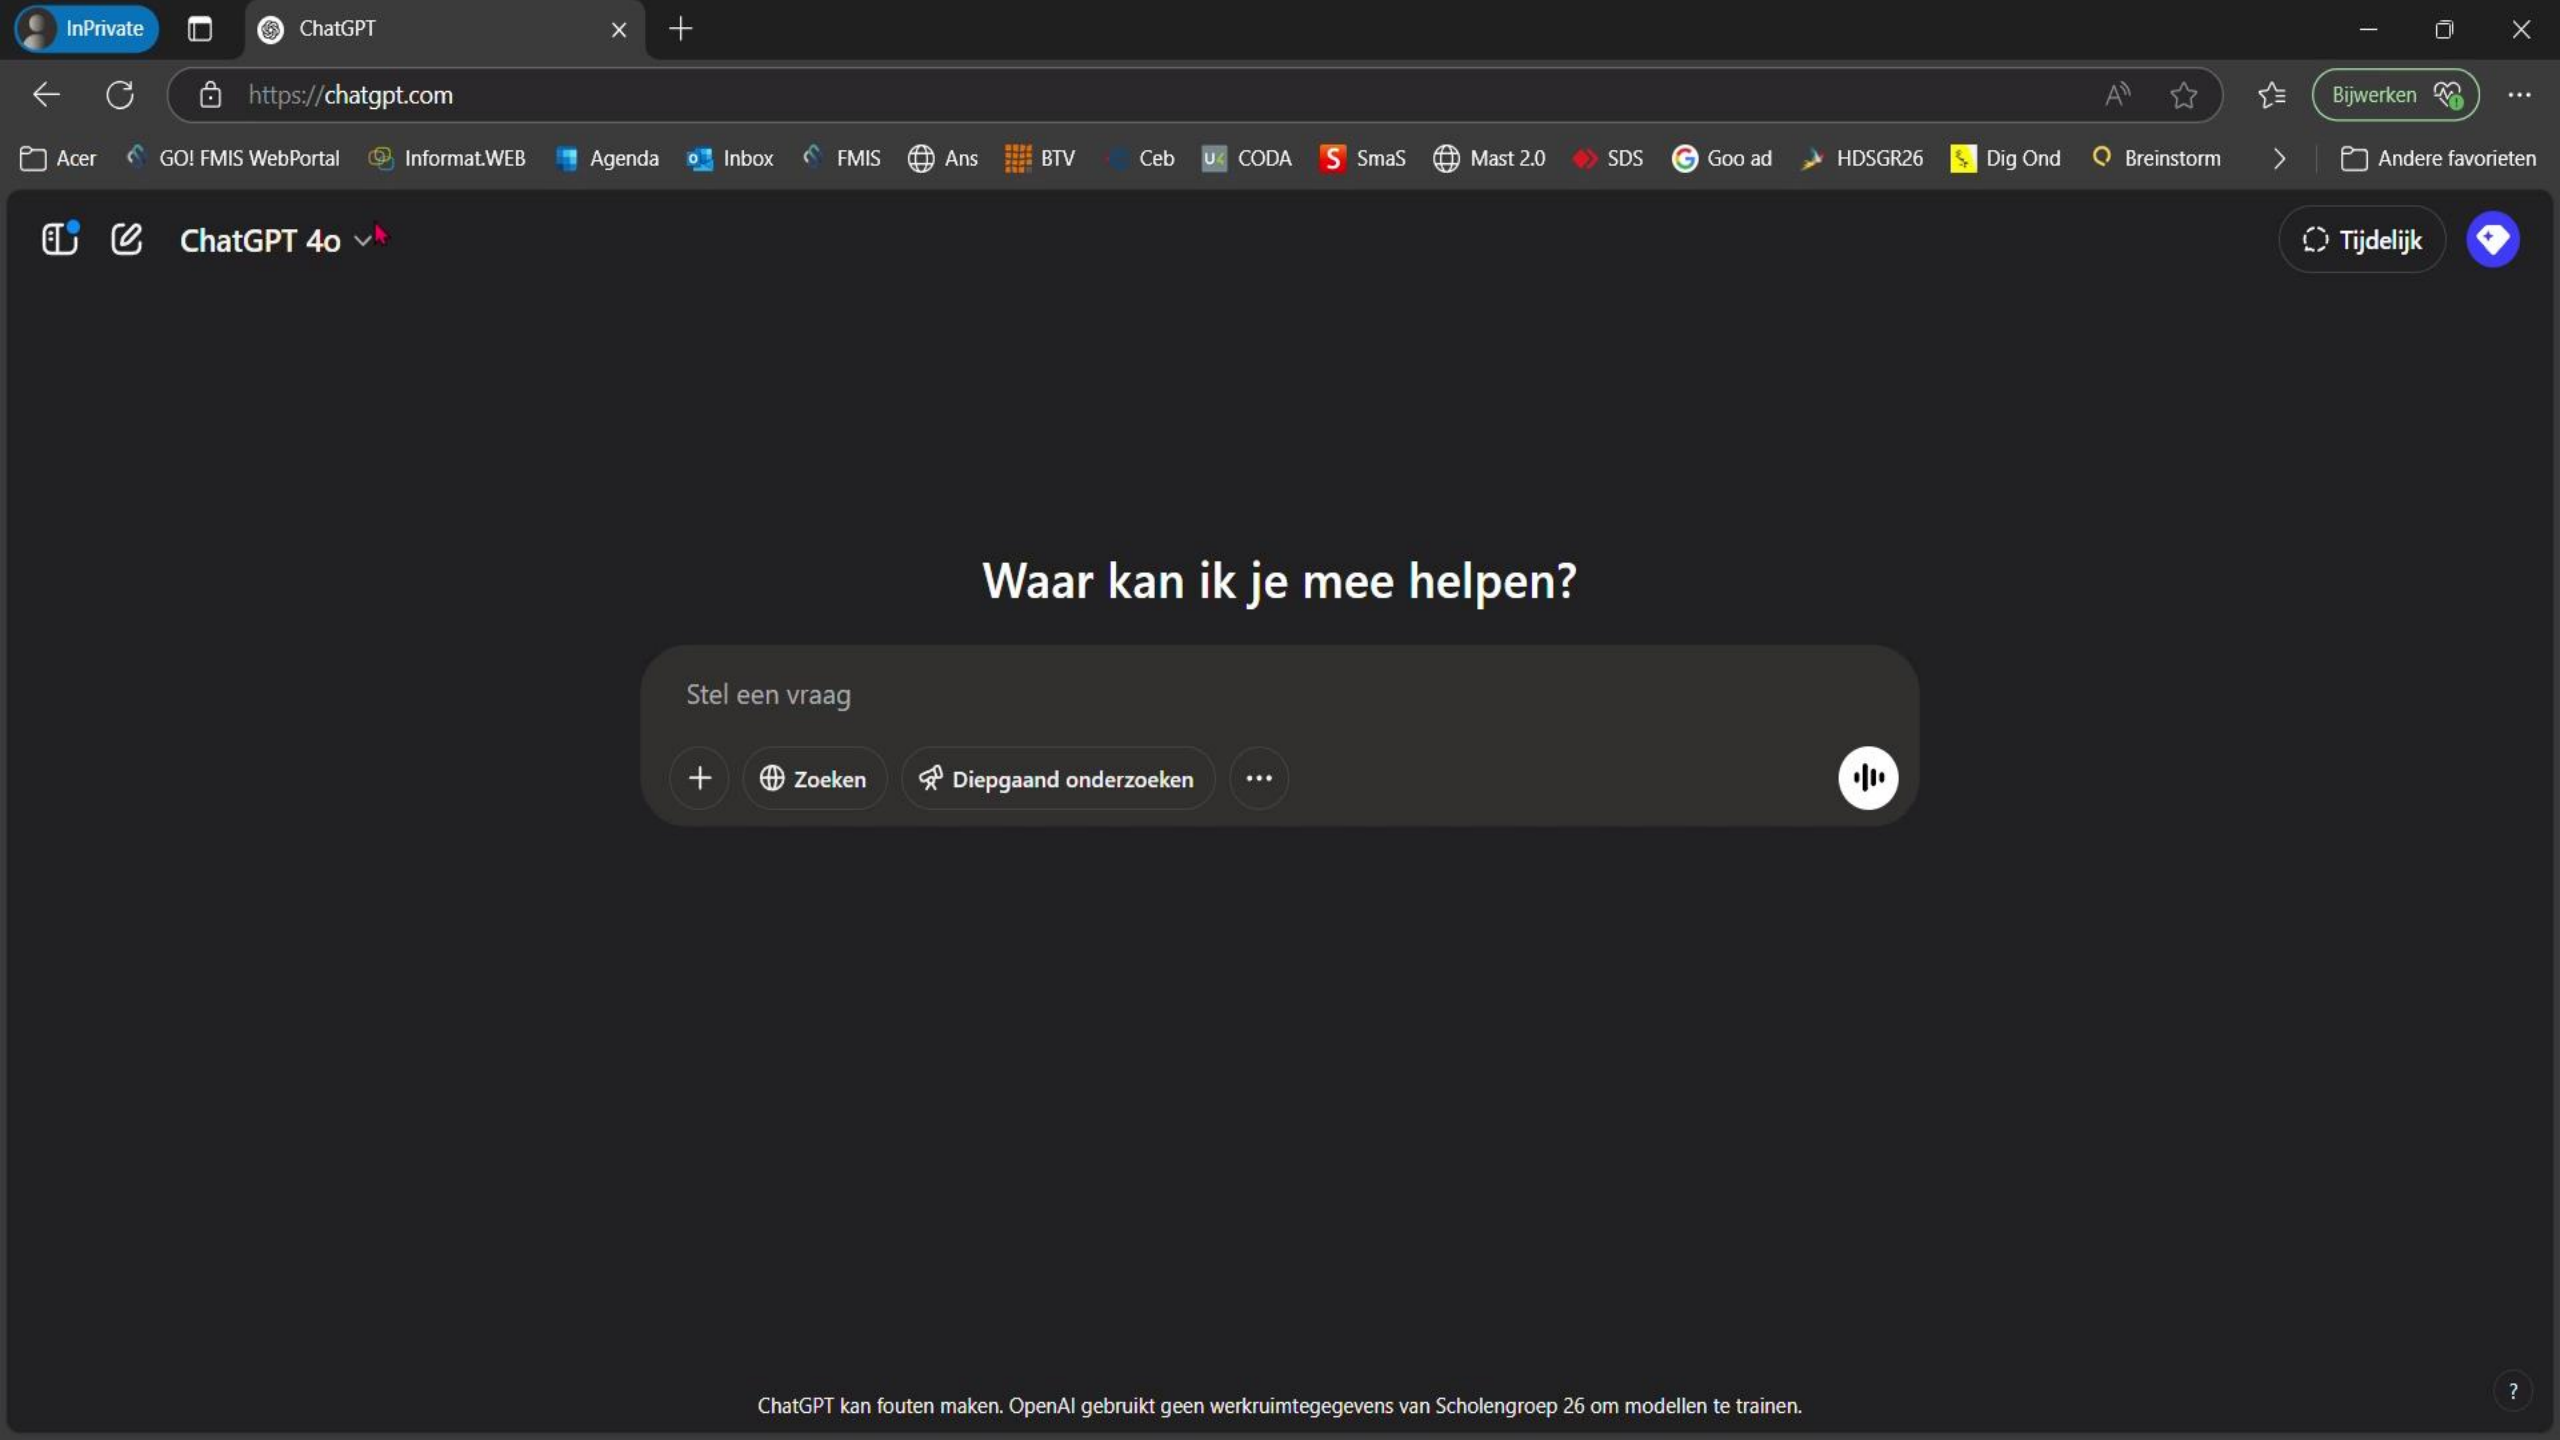 InPrivate
ChatGPT
https://chatgpt.com
Bijwerken
Acer
GO! FMIS WebPortal
Informat.WEB
Agenda
Inbox
FMIS
Ans
BTV
Ceb
CODA
SmaS
Mast 2.0
SDS
Goo ad
HDSGR26
Dig Ond
Breinstorm
Andere favorieten
ChatGPT 4o
Tijdelijk
Waar kan ik je mee helpen?
Stel een vraag
Zoeken
Diepgaand onderzoeken
ChatGPT kan fouten maken. OpenAI gebruikt geen werkruimtegegevens van Scholengroep 26 om modellen te trainen.
?